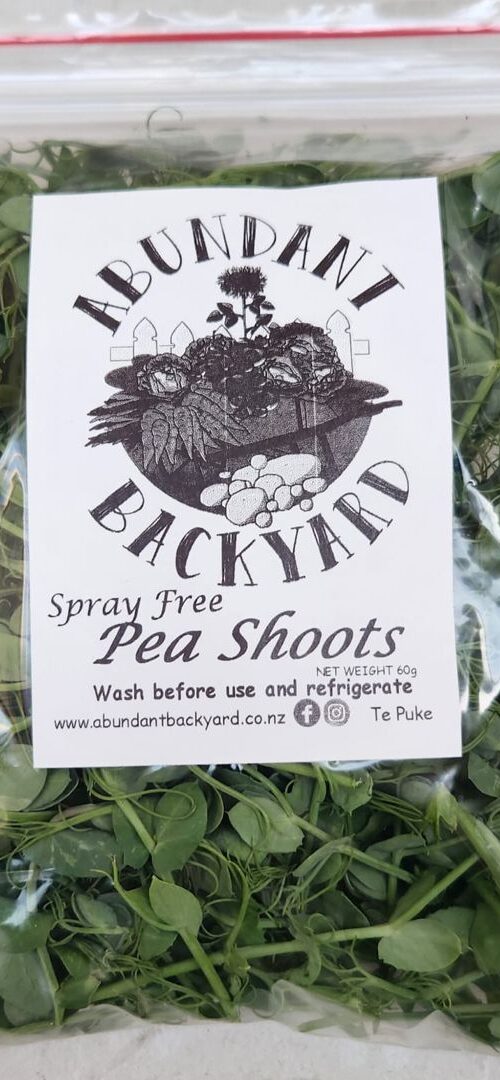 ABUNDANT
BACKYARD
Spray Free
Pea Shoots
NET WEIGHT 60g
Wash before use and refrigerate
www.abundantbackyard.co.nz Te Puke